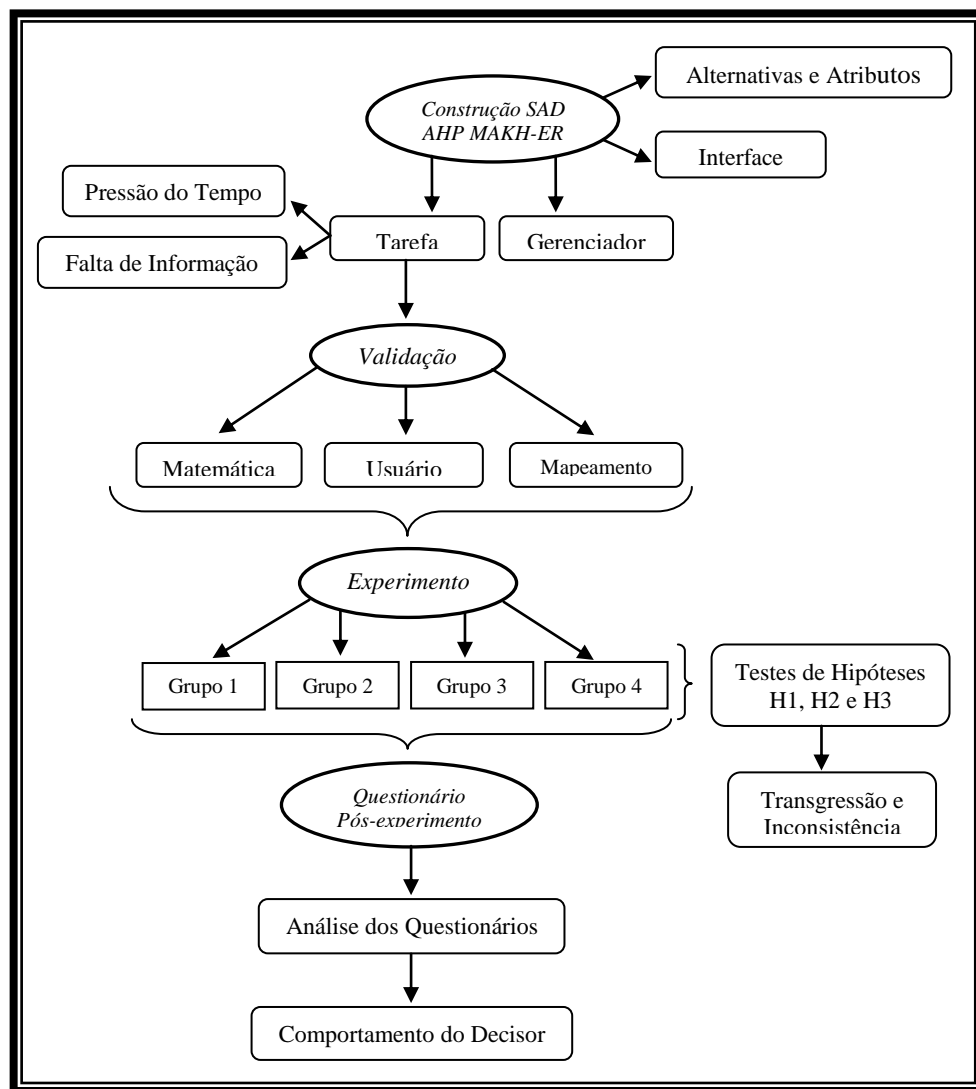 Alternativas e Atributos
Construção SAD
AHP MAKH-ER
Interface
Pressão do Tempo
Tarefa
Gerenciador
Falta de Informação
Validação
Matemática
Usuário
Mapeamento
Experimento
Grupo 1
Grupo 2
Grupo 3
Grupo 4
Testes de Hipóteses
H1, H2 e H3
Questionário
Pós-experimento
Transgressão e
Inconsistência
Análise dos Questionários
Comportamento do Decisor